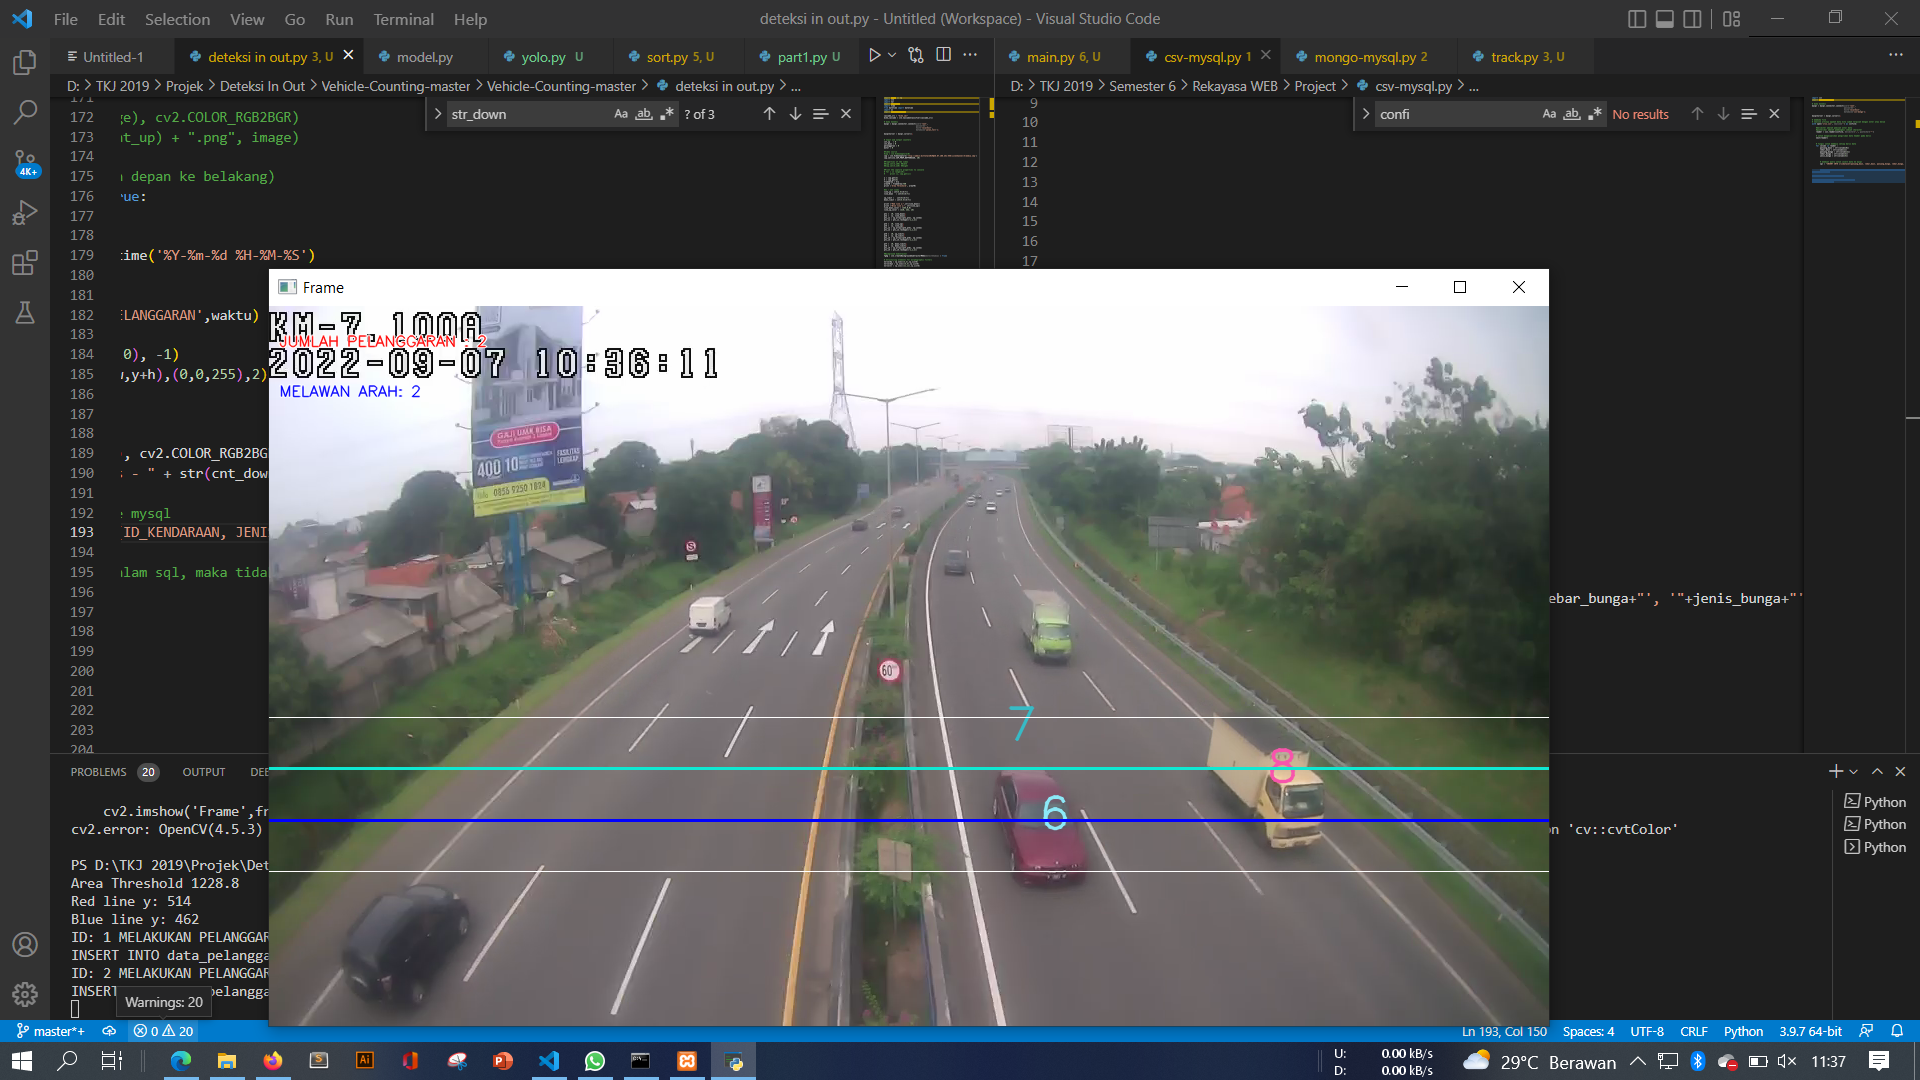 File Edit Selection View Go Run Terminal Help
deteksi in out.py - Untitled (Workspace) - Visual Studio Code
Untitled-1
deteksi in out.py 3, U
model.py
yolo.py U
sort.py 5, U
part1.py U
main.py 6, U
csv-mysql.py 1
mongo-mysql.py 2
track.py 3, U
D: > TKJ 2019 > Projek > Deteksi In Out > Vehicle-Counting-master > Vehicle-Counting-master > deteksi in out.py > ...
D: > TKJ 2019 > Semester 6 > Rekayasa WEB > Project > csv-mysql.py > ...
str_down
Aa ab
? of 3
confi
Aa ab
No results
171
172 ge), cv2.COLOR_RGB2BGR)
173 nt_up) + ".png", image)
174
175 depan ke belakang)
176 rue:
177
178
179 time('%Y-%m-%d %H-%M-%S')
180
181
182 ELANGGARAN',waktu)
183
184 0), -1)
185 w,y+h),(0,0,255),2)
186
187
188
189 , cv2.COLOR_RGB2BG
190 s - " + str(cnt_dow
191
192 e mysql
193 ID_KENDARAAN, JENI
194
195 alam sql, maka tida
196
197
198
199
200
201
202
203
204
9
10
11
12
13
14
15
16
17
ebar_bunga+"', '"+jenis_bunga+"'
Frame
KM-7.100A
JUMLAH PELANGGARAN : 2
2022-09-07 10:36:11
MELAWAN ARAH: 2
GAJI UMR BISA
400 10
FASILITAS
LENGKAP
0856 9250 1824
S
60
7
8
6
PROBLEMS 20 OUTPUT DEB
cv2.imshow('Frame',fr
cv2.error: OpenCV(4.5.3)
on 'cv::cvtColor'
PS D:\TKJ 2019\Projek\Det
Area Threshold 1228.8
Red line y: 514
Blue line y: 462
ID: 1 MELAKUKAN PELANGGAR
INSERT INTO data_pelangga
ID: 2 MELAKUKAN PELANGGAR
INSERT
pelangga
Warnings: 20
Python
Python
Python
4K+
master*+
0 20
Ln 193, Col 150 Spaces: 4 UTF-8 CRLF Python 3.9.7 64-bit
U: 0.00 kB/s
D: 0.00 kB/s
29°C Berawan
11:37